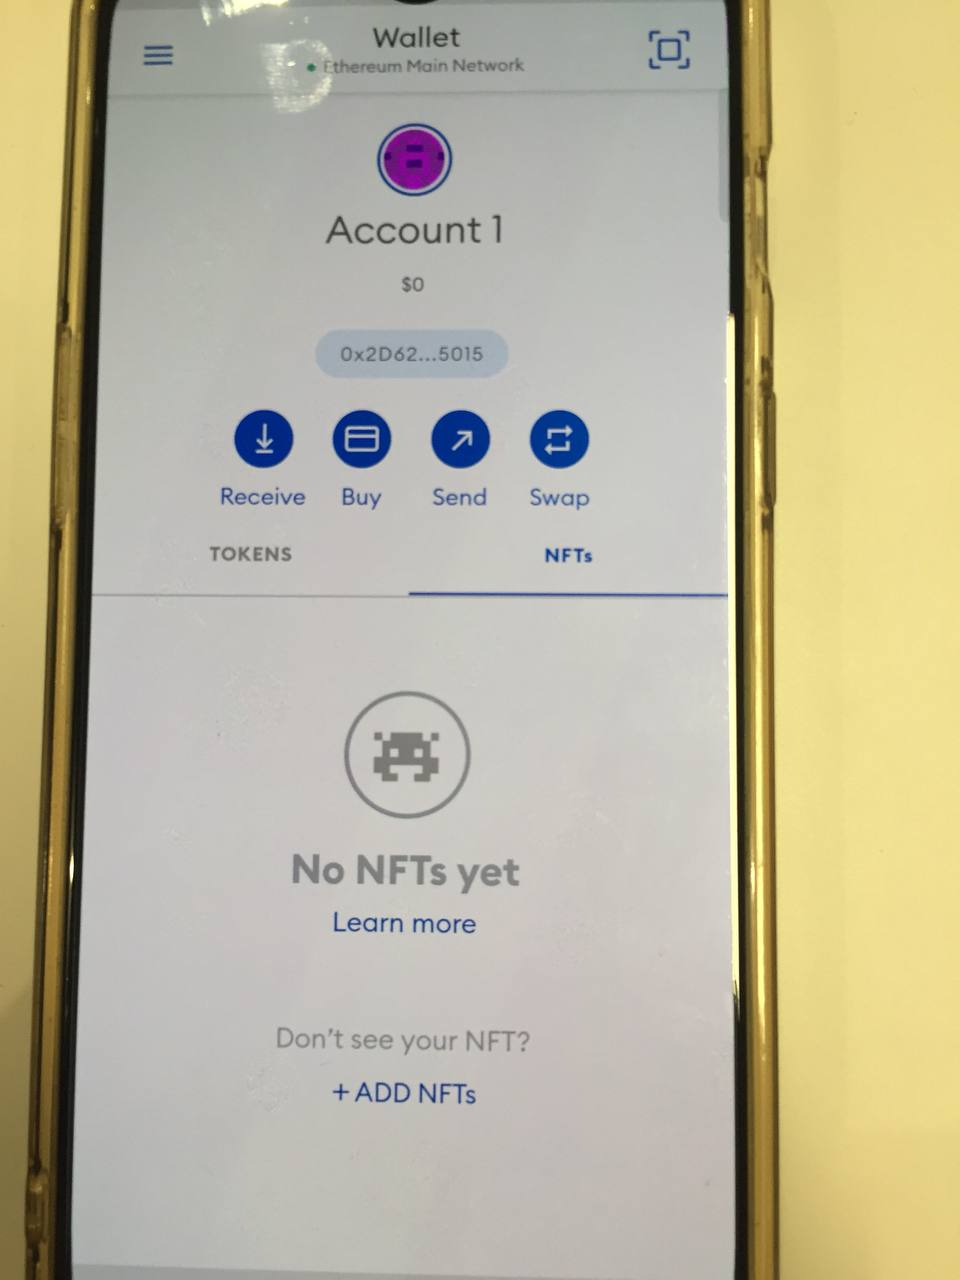 Wallet
Ethereum Main Network
Account 1
$0
0x2D62...5015
Receive Buy Send Swap
TOKENS NFTs
No NFTs yet
Learn more
Don't see your NFT?
+ ADD NFTs